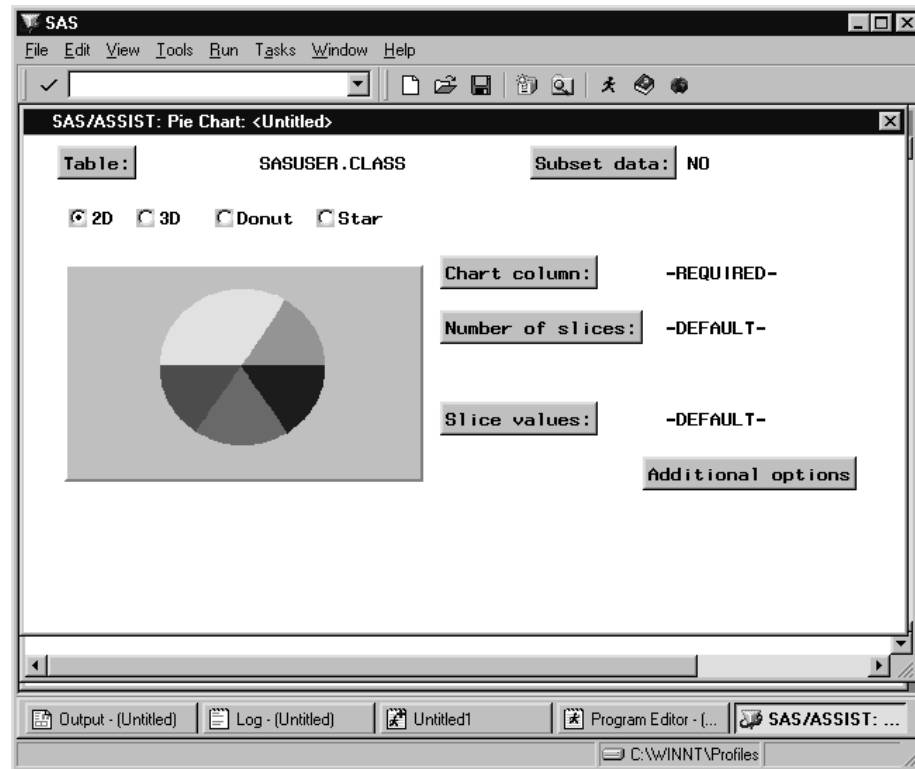 SAS
File Edit View Tools Run Tasks Window Help
SAS/ASSIST: Pie Chart: <Untitled>
Table: SASUSER.CLASS Subset data: NO
2D 3D Donut Star
Chart column: -REQUIRED-
Number of slices: -DEFAULT-
Slice values: -DEFAULT-
Additional options
Output - (Untitled) Log - (Untitled) Untitled1 Program Editor - (... SAS/ASSIST: ...
C:\WINNT\Profiles